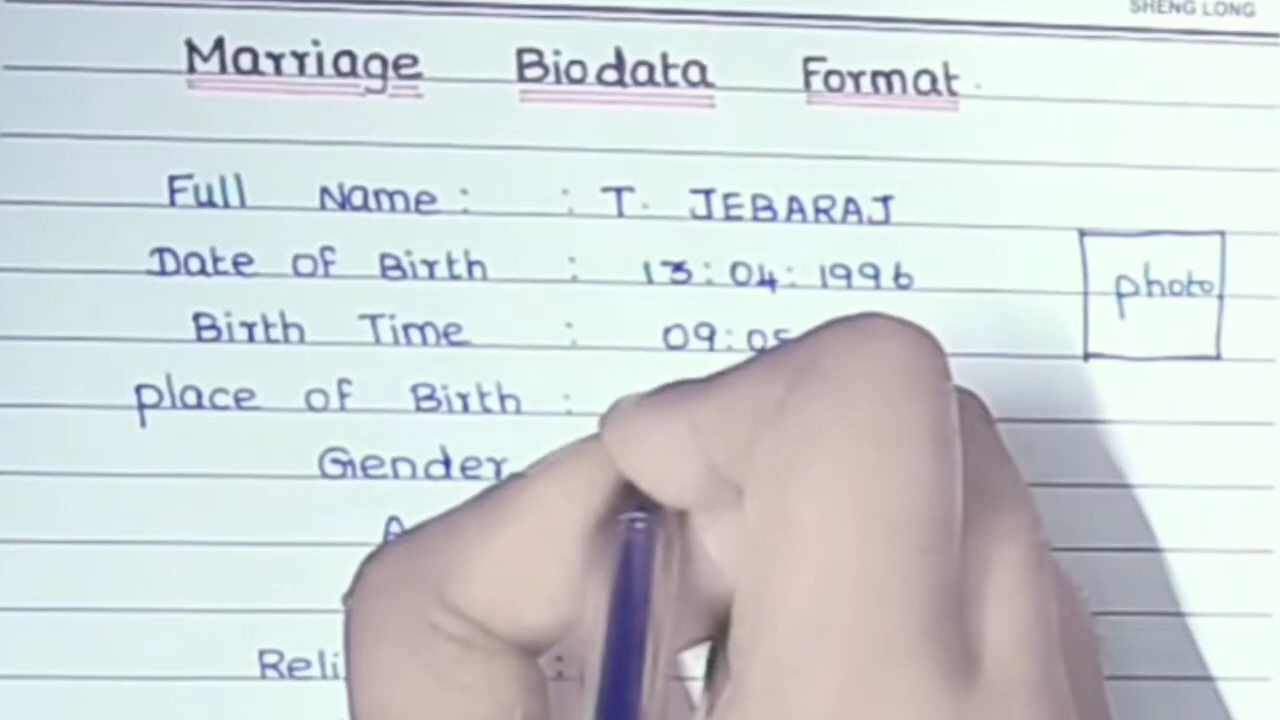 SHENG LONG
Marriage Biodata Format.
Full Name : : T. JEBARAJ
Date of Birth : 13:04:1996
photo
Birth Time : 09:05
place of Birth :
Gender
: